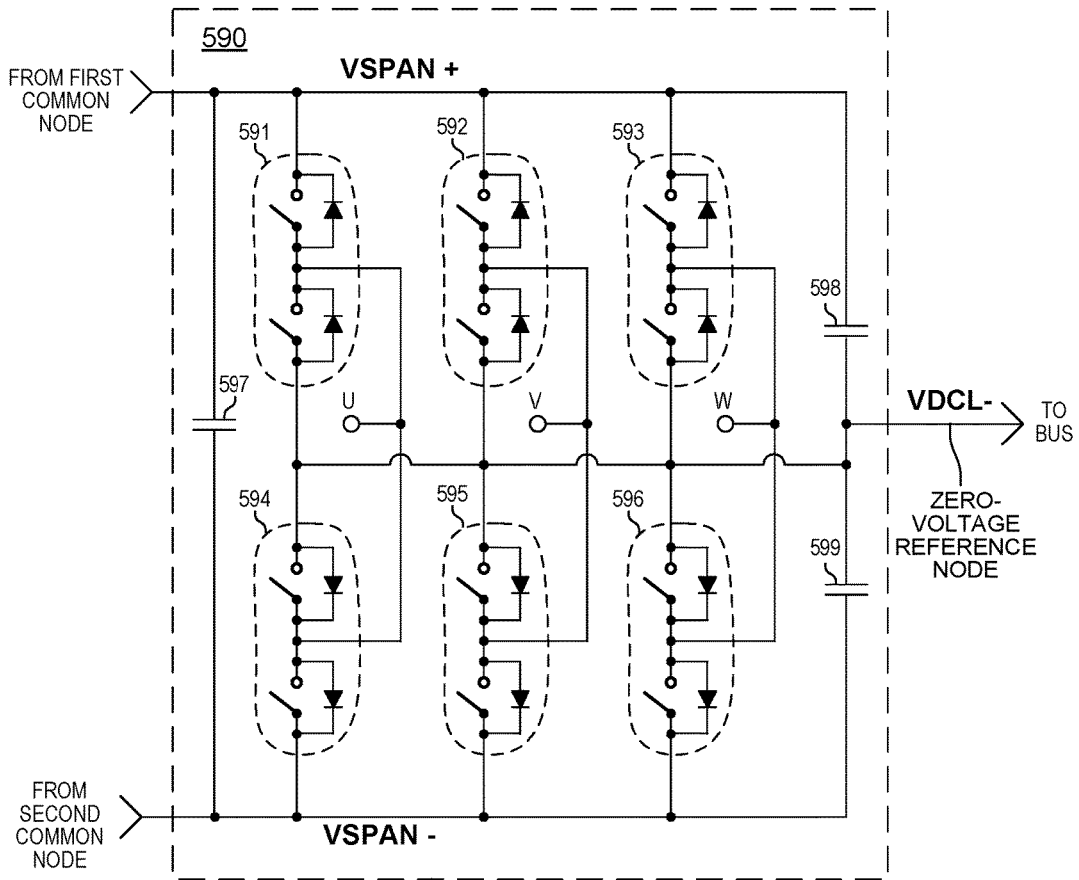 590
VSPAN +
FROM FIRST
COMMON
NODE
591
592
593
598
597
U
V
W
VDCL-
TO
BUS
594
595
596
599
ZERO-
VOLTAGE
REFERENCE
NODE
FROM
SECOND
COMMON
NODE
VSPAN -